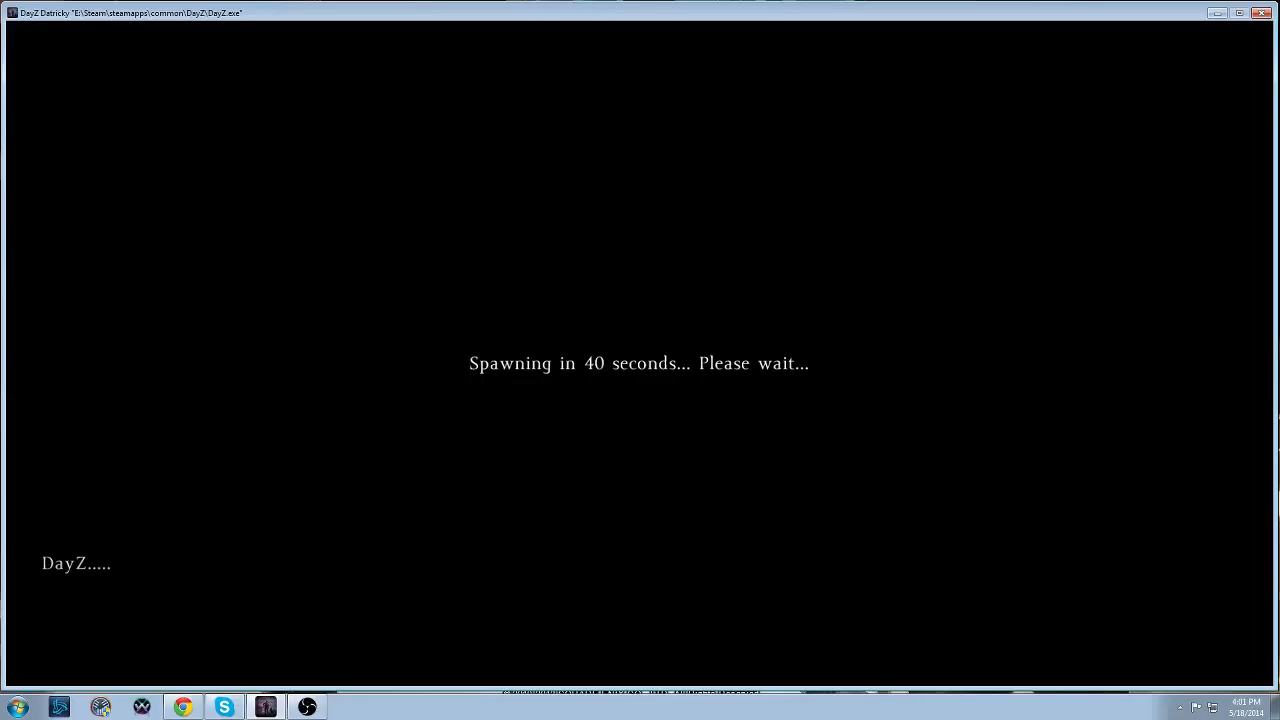 DayZ Datricky "E:\Steam\steamapps\common\DayZ\DayZ.exe"
Spawning in 40 seconds... Please wait...
DayZ.....
4:01 PM
5/18/2014